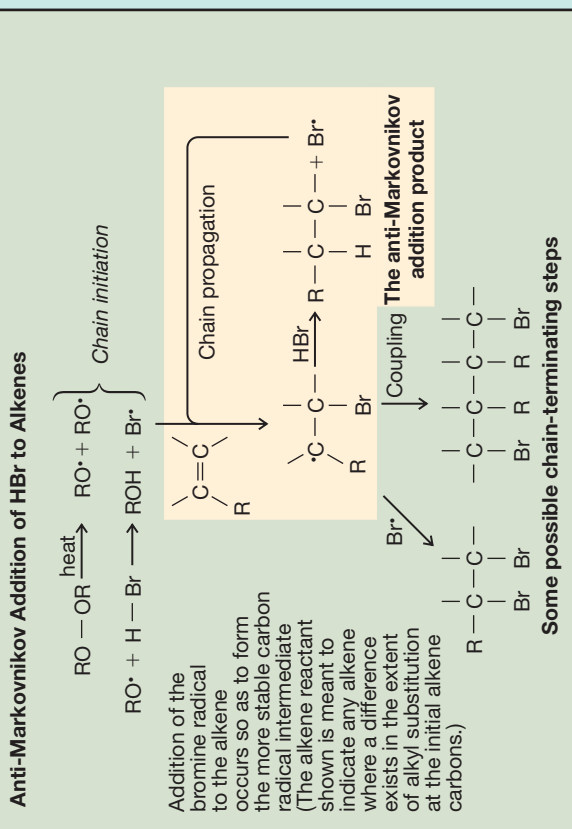 Anti-Markovnikov Addition of HBr to Alkenes
RO — OR heat → RO• + RO•
RO• + H — Br → ROH + Br•
Chain initiation
Addition of the
bromine radical
to the alkene
occurs so as to form
the more stable carbon
radical intermediate
(The alkene reactant
shown is meant to
indicate any alkene
where a difference
exists in the extent
of alkyl substitution
at the initial alkene
carbons.)
C=C
R
Chain propagation
•C — C —
R Br
HBr
R — C — C — + Br•
H Br
The anti-Markovnikov
addition product
Br•
Coupling
R — C — C —
Br Br
— C — C — C — C —
Br R R Br
Some possible chain-terminating steps